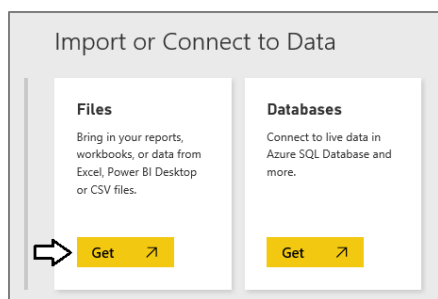 Import or Connect to Data
Files
Bring in your reports,
workbooks, or data from
Excel, Power BI Desktop
or CSV files.
Get
Databases
Connect to live data in
Azure SQL Database and
more.
Get